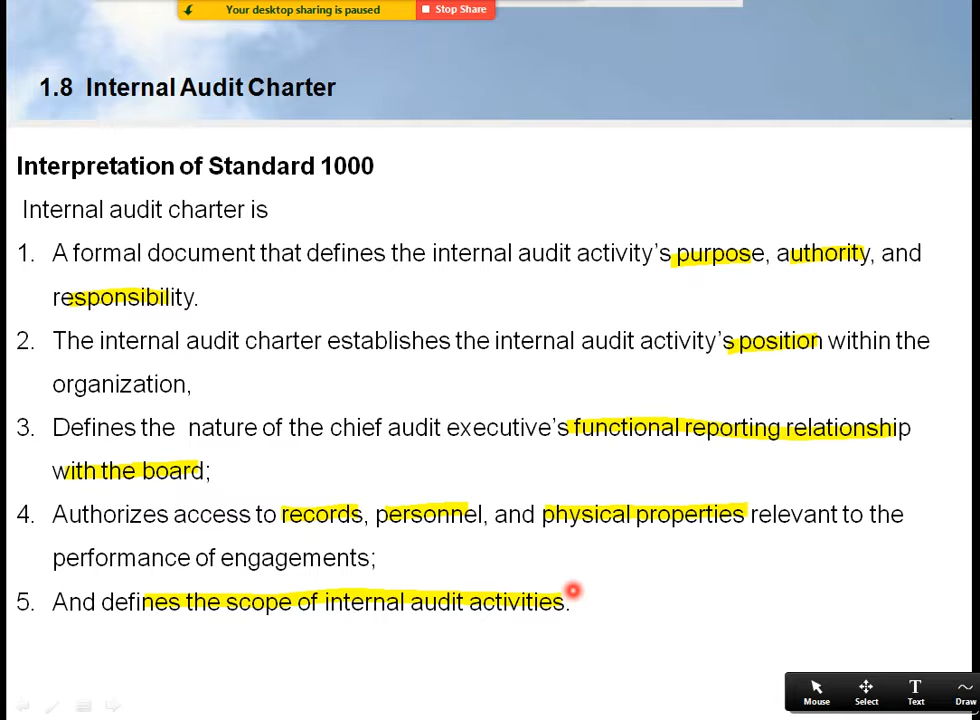 Your desktop sharing is paused Stop Share
1.8 Internal Audit Charter
Interpretation of Standard 1000
Internal audit charter is
1. A formal document that defines the internal audit activity's purpose, authority, and
responsibility.
2. The internal audit charter establishes the internal audit activity's position within the
organization,
3. Defines the nature of the chief audit executive's functional reporting relationship
with the board;
4. Authorizes access to records, personnel, and physical properties relevant to the
performance of engagements;
5. And defines the scope of internal audit activities.
Mouse Select Text Draw